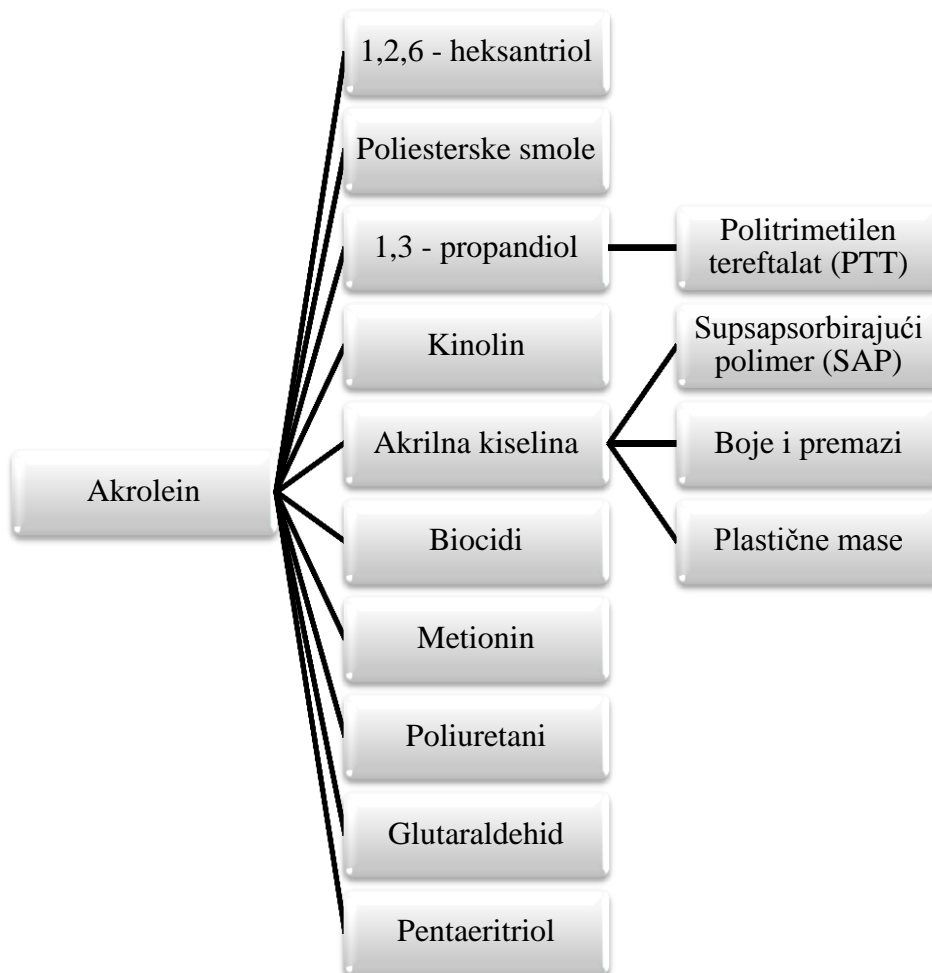 Akrolein
1,2,6 - heksantriol
Poliesterske smole
1,3 - propandiol
Kinolin
Akrilna kiselina
Biocidi
Metionin
Poliuretani
Glutaraldehid
Pentaeritriol
Politrimetilen
tereftalat (PTT)
Supsapsorbirajući
polimer (SAP)
Boje i premazi
Plastične mase